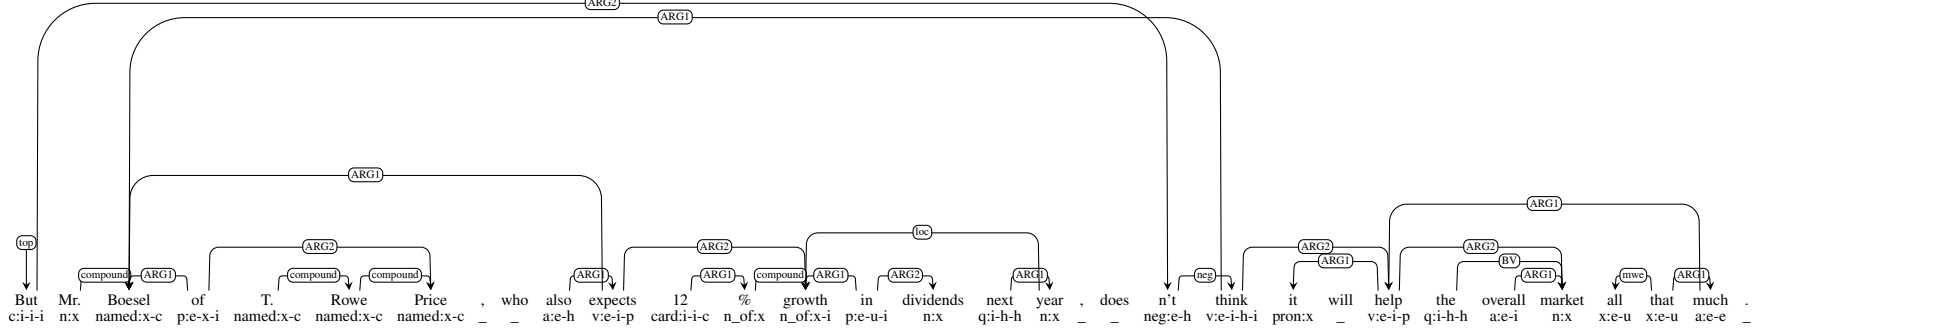 ARG2
ARG1
ARG1
ARG1
loc
top ARG2 ARG2 ARG2 ARG2
ARG1 BV
compound ARG1 compound compound ARG1 ARG1 compound ARG1 ARG2 ARG1 neg ARG1 mwe ARG1
But Mr. Boesel of T. Rowe Price , who also expects 12 % growth in dividends next year , does n't think it will help the overall market all that much .
c:i-i-i n:x named:x-c p:e-x-i named:x-c named:x-c named:x-c _ _ a:e-h v:e-i-p card:i-i-c n_of:x n_of:x-i p:e-u-i n:x q:i-h-h n:x _ _ neg:e-h v:e-i-h-i pron:x _ v:e-i-p q:i-h-h a:e-i n:x x:e-u x:e-u a:e-e _